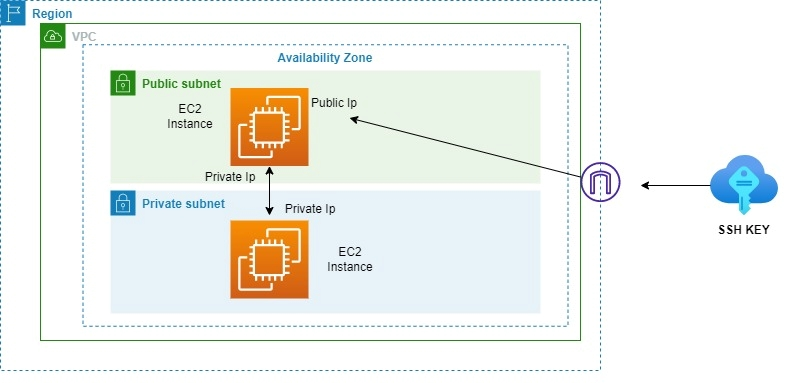 Region
VPC
Availability Zone
Public subnet
EC2
Instance
Public Ip
Private Ip
Private subnet
Private Ip
EC2
Instance
SSH KEY